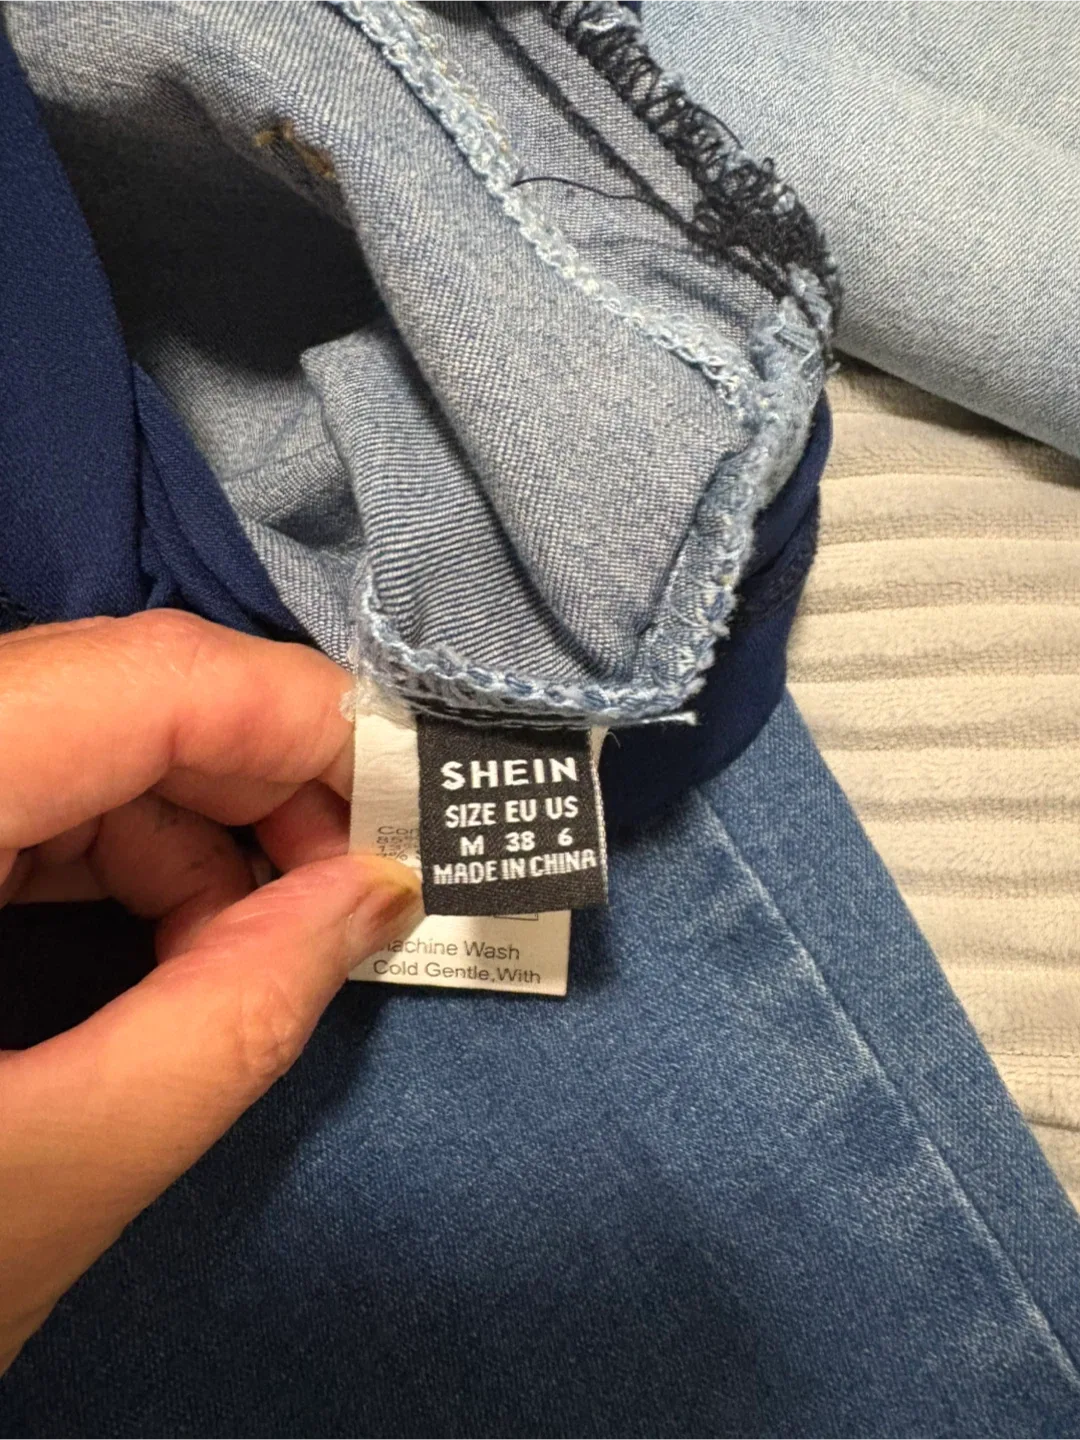 SHEIN
SIZE EU US
M 38 6
MADE IN CHINA
Machine Wash
Cold Gentle,With